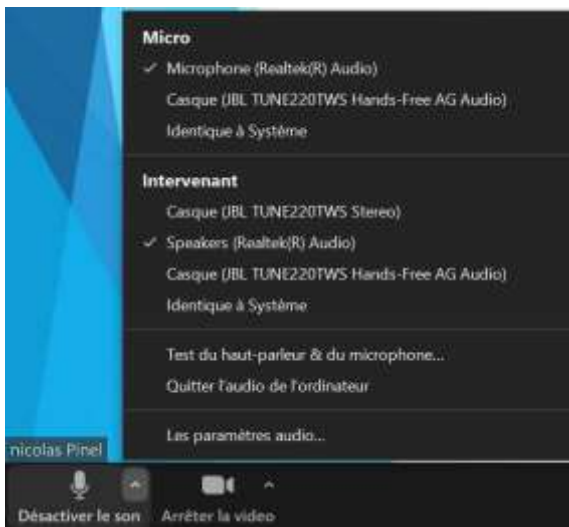 Micro
Microphone (Realtek(R) Audio)
Casque (JBL TUNE220TWS Hands-Free AG Audio)
Identique à Système
Intervenant
Casque (JBL TUNE220TWS Stereo)
Speakers (Realtek(R) Audio)
Casque (JBL TUNE220TWS Hands-Free AG Audio)
Identique à Système
Test du haut-parleur & du microphone...
Quitter l'audio de l'ordinateur
Les paramètres audio...
nicolas Pinel
Désactiver le son Arrêter la video